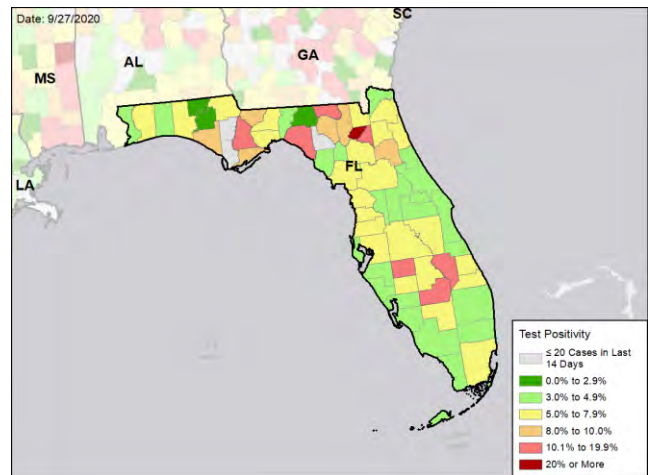 Date: 9/27/2020
SC
AL
GA
MS
FL
LA
Test Positivity
≤ 20 Cases in Last
14 Days
0.0% to 2.9%
3.0% to 4.9%
5.0% to 7.9%
8.0% to 10.0%
10.1% to 19.9%
20% or More